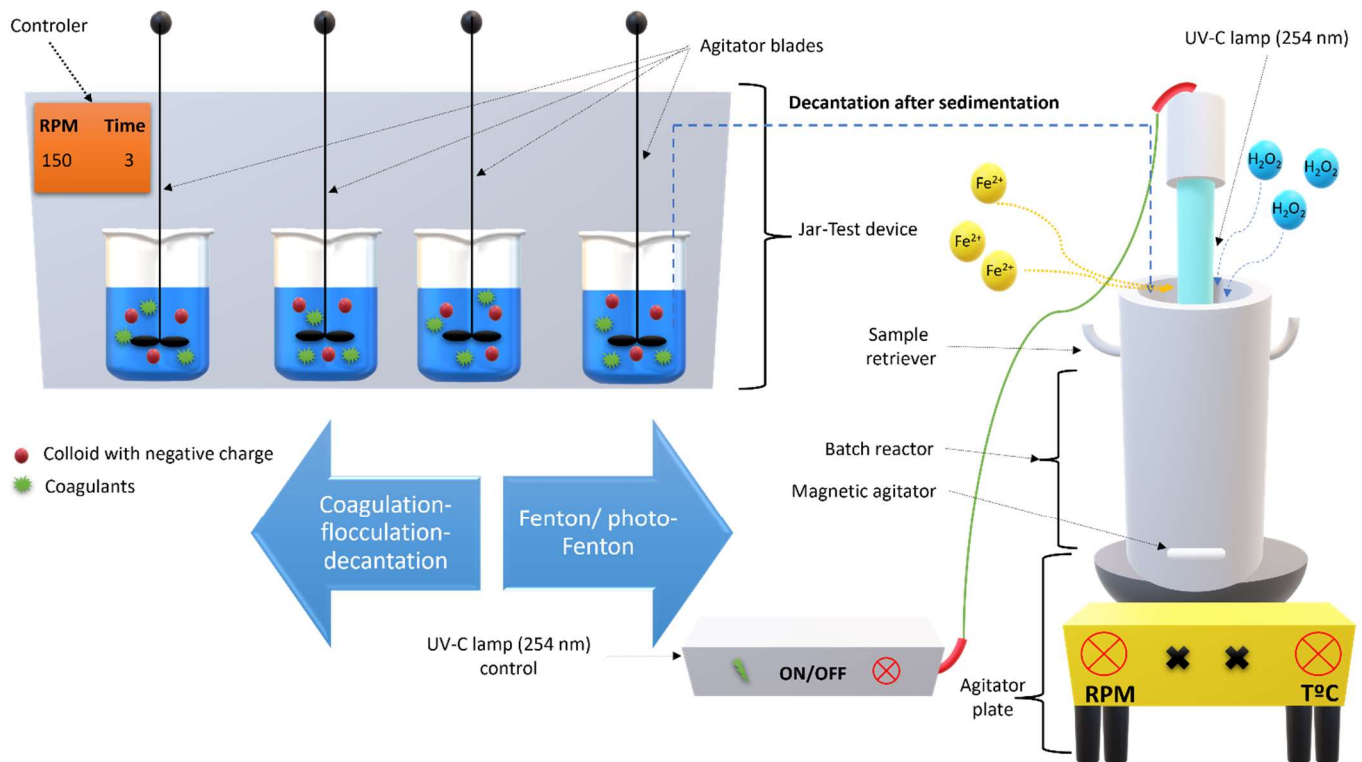 Controler
RPM Time
150 3
Agitator blades
UV-C lamp (254 nm)
Decantation after sedimentation
H₂O₂
H₂O₂
H₂O₂
Fe²⁺
Fe²⁺
Fe²⁺
Jar-Test device
Sample
retriever
Batch reactor
Magnetic agitator
Colloid with negative charge
Coagulants
Coagulation-
flocculation-
decantation
Fenton/ photo-
Fenton
UV-C lamp (254 nm)
control
ON/OFF
Agitator
plate
RPM
TºC